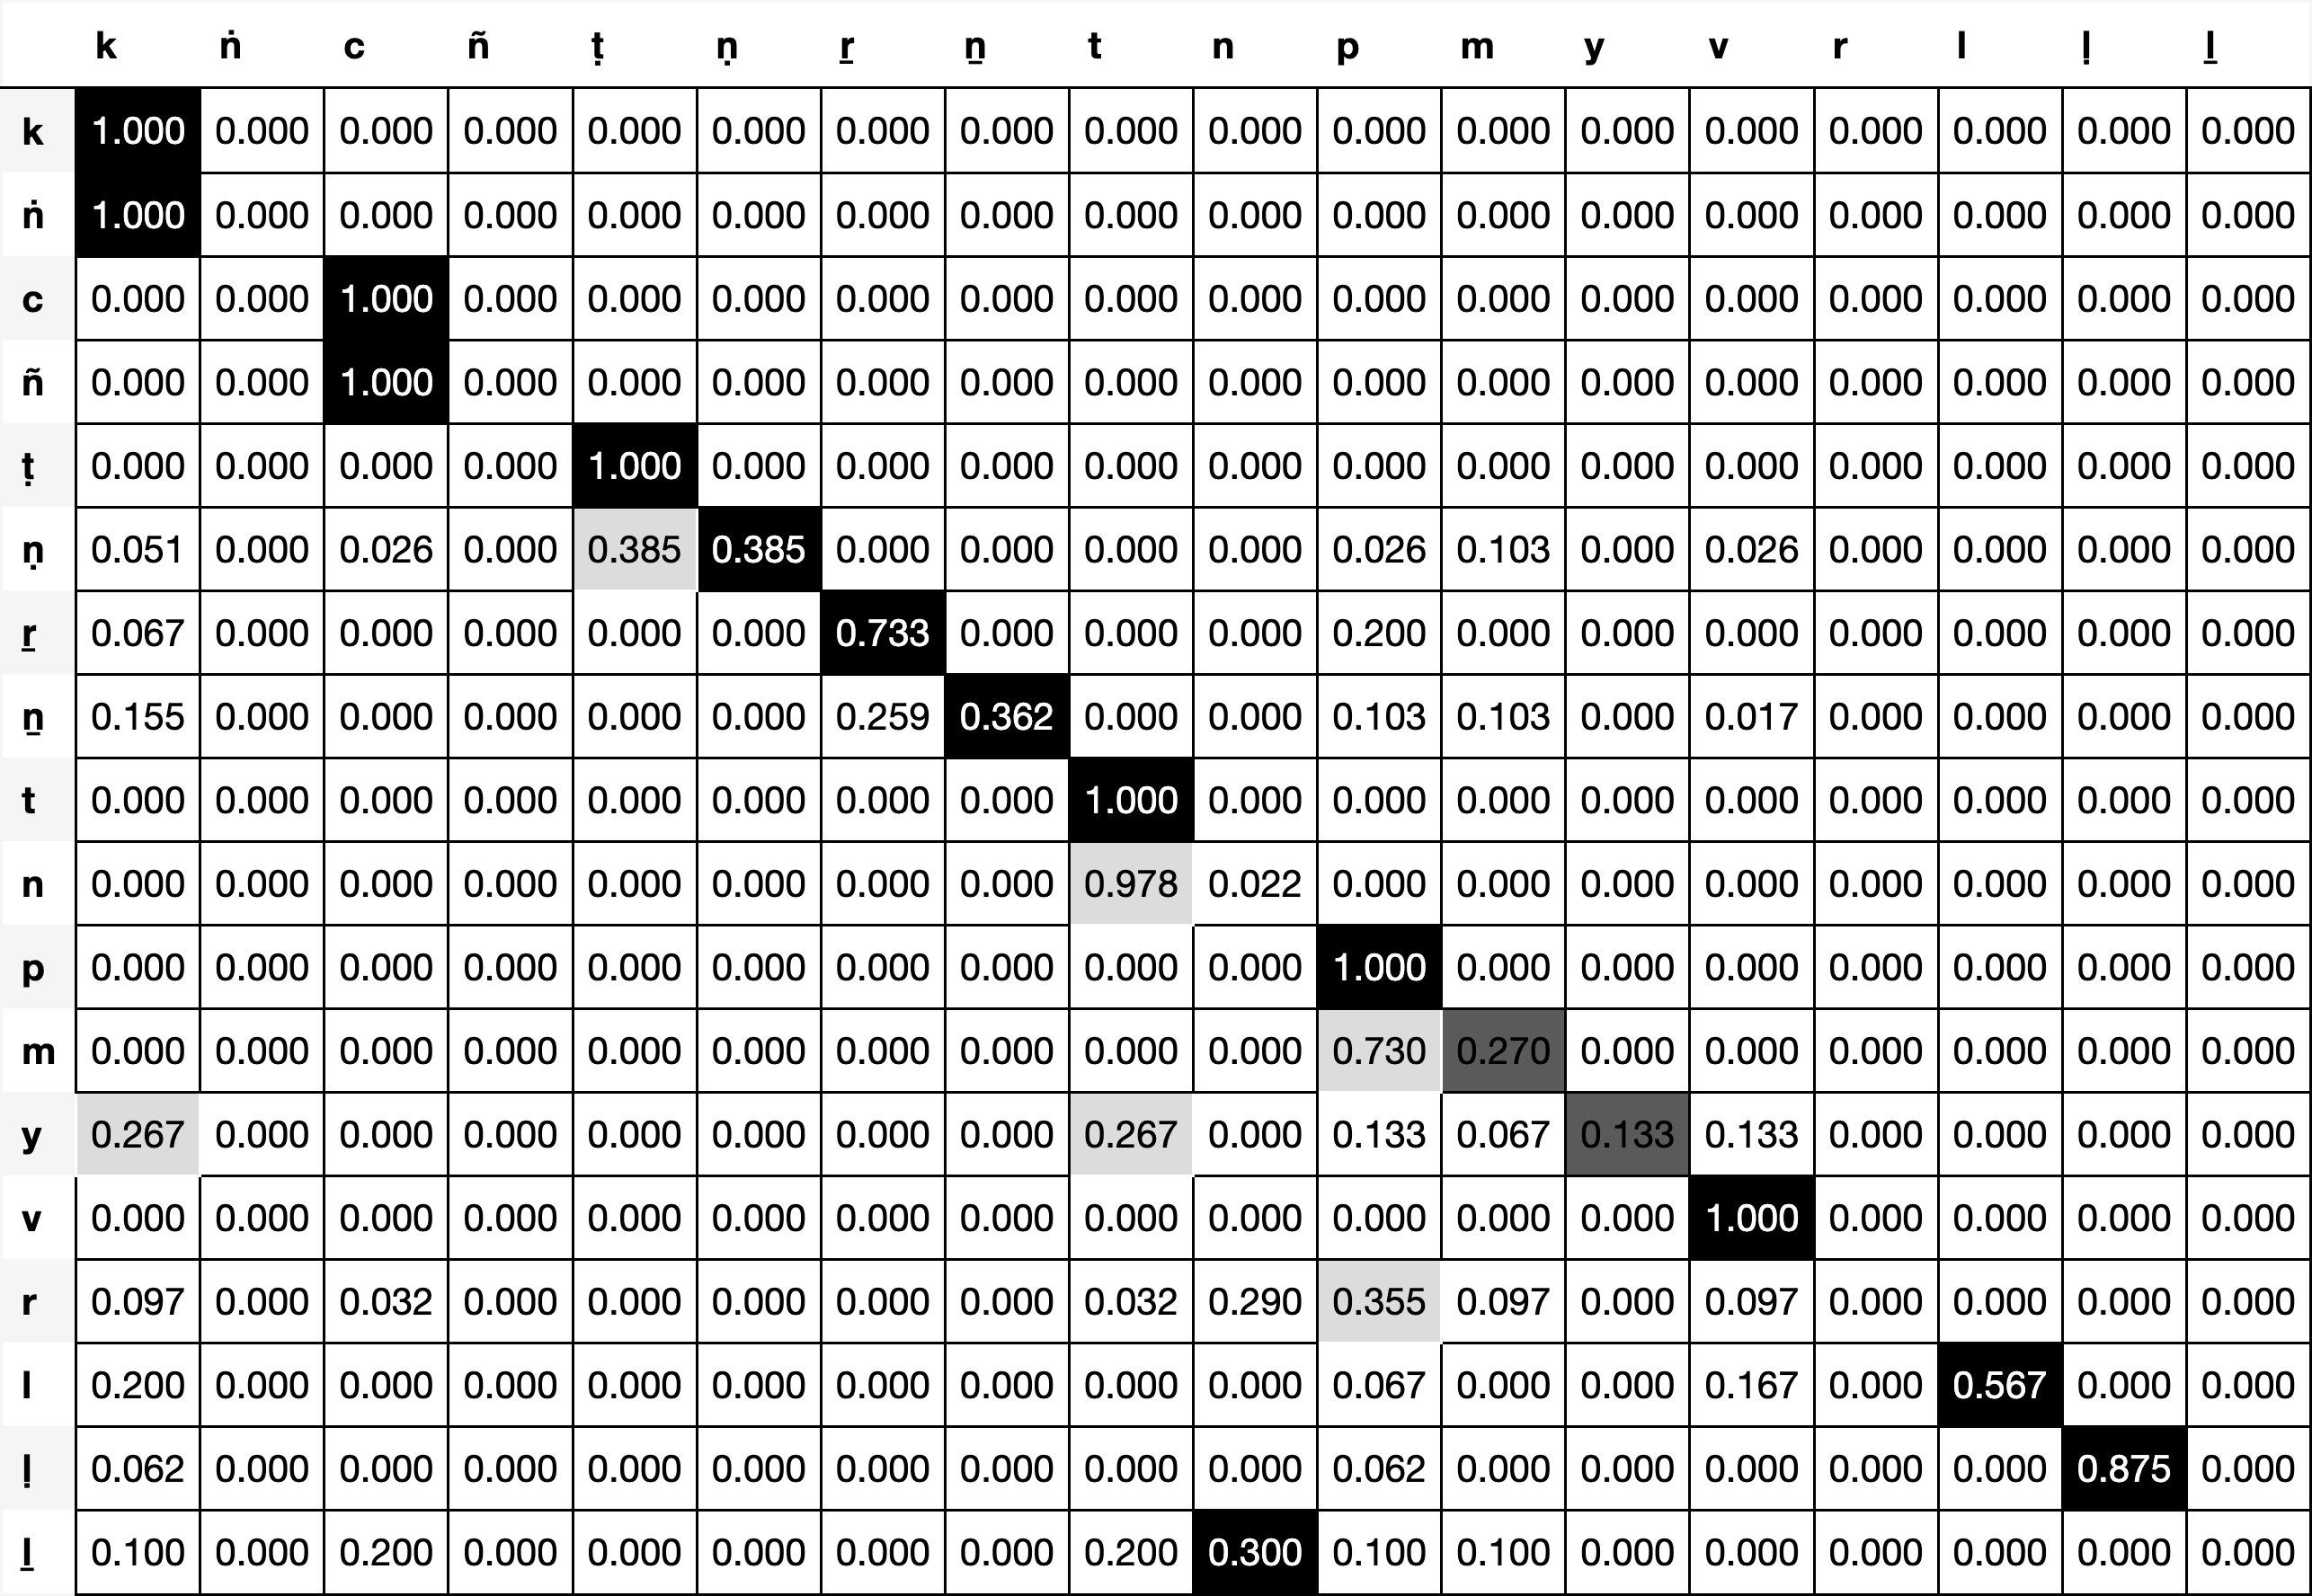 k ṅ c ñ ṭ ṇ ṟ ṉ t n p m y v r l ḷ ḻ
k 1.000 0.000 0.000 0.000 0.000 0.000 0.000 0.000 0.000 0.000 0.000 0.000 0.000 0.000 0.000 0.000 0.000 0.000
ṅ 1.000 0.000 0.000 0.000 0.000 0.000 0.000 0.000 0.000 0.000 0.000 0.000 0.000 0.000 0.000 0.000 0.000 0.000
c 0.000 0.000 1.000 0.000 0.000 0.000 0.000 0.000 0.000 0.000 0.000 0.000 0.000 0.000 0.000 0.000 0.000 0.000
ñ 0.000 0.000 1.000 0.000 0.000 0.000 0.000 0.000 0.000 0.000 0.000 0.000 0.000 0.000 0.000 0.000 0.000 0.000
ṭ 0.000 0.000 0.000 0.000 1.000 0.000 0.000 0.000 0.000 0.000 0.000 0.000 0.000 0.000 0.000 0.000 0.000 0.000
ṇ 0.051 0.000 0.026 0.000 0.385 0.385 0.000 0.000 0.000 0.000 0.026 0.103 0.000 0.026 0.000 0.000 0.000 0.000
ṟ 0.067 0.000 0.000 0.000 0.000 0.000 0.733 0.000 0.000 0.000 0.200 0.000 0.000 0.000 0.000 0.000 0.000 0.000
ṉ 0.155 0.000 0.000 0.000 0.000 0.000 0.259 0.362 0.000 0.000 0.103 0.103 0.000 0.017 0.000 0.000 0.000 0.000
t 0.000 0.000 0.000 0.000 0.000 0.000 0.000 0.000 1.000 0.000 0.000 0.000 0.000 0.000 0.000 0.000 0.000 0.000
n 0.000 0.000 0.000 0.000 0.000 0.000 0.000 0.000 0.978 0.022 0.000 0.000 0.000 0.000 0.000 0.000 0.000 0.000
p 0.000 0.000 0.000 0.000 0.000 0.000 0.000 0.000 0.000 0.000 1.000 0.000 0.000 0.000 0.000 0.000 0.000 0.000
m 0.000 0.000 0.000 0.000 0.000 0.000 0.000 0.000 0.000 0.000 0.730 0.270 0.000 0.000 0.000 0.000 0.000 0.000
y 0.267 0.000 0.000 0.000 0.000 0.000 0.000 0.000 0.267 0.000 0.133 0.067 0.133 0.133 0.000 0.000 0.000 0.000
v 0.000 0.000 0.000 0.000 0.000 0.000 0.000 0.000 0.000 0.000 0.000 0.000 0.000 1.000 0.000 0.000 0.000 0.000
r 0.097 0.000 0.032 0.000 0.000 0.000 0.000 0.000 0.032 0.290 0.355 0.097 0.000 0.097 0.000 0.000 0.000 0.000
l 0.200 0.000 0.000 0.000 0.000 0.000 0.000 0.000 0.000 0.000 0.067 0.000 0.000 0.167 0.000 0.567 0.000 0.000
ḷ 0.062 0.000 0.000 0.000 0.000 0.000 0.000 0.000 0.000 0.000 0.062 0.000 0.000 0.000 0.000 0.000 0.875 0.000
ḻ 0.100 0.000 0.200 0.000 0.000 0.000 0.000 0.000 0.200 0.300 0.100 0.100 0.000 0.000 0.000 0.000 0.000 0.000